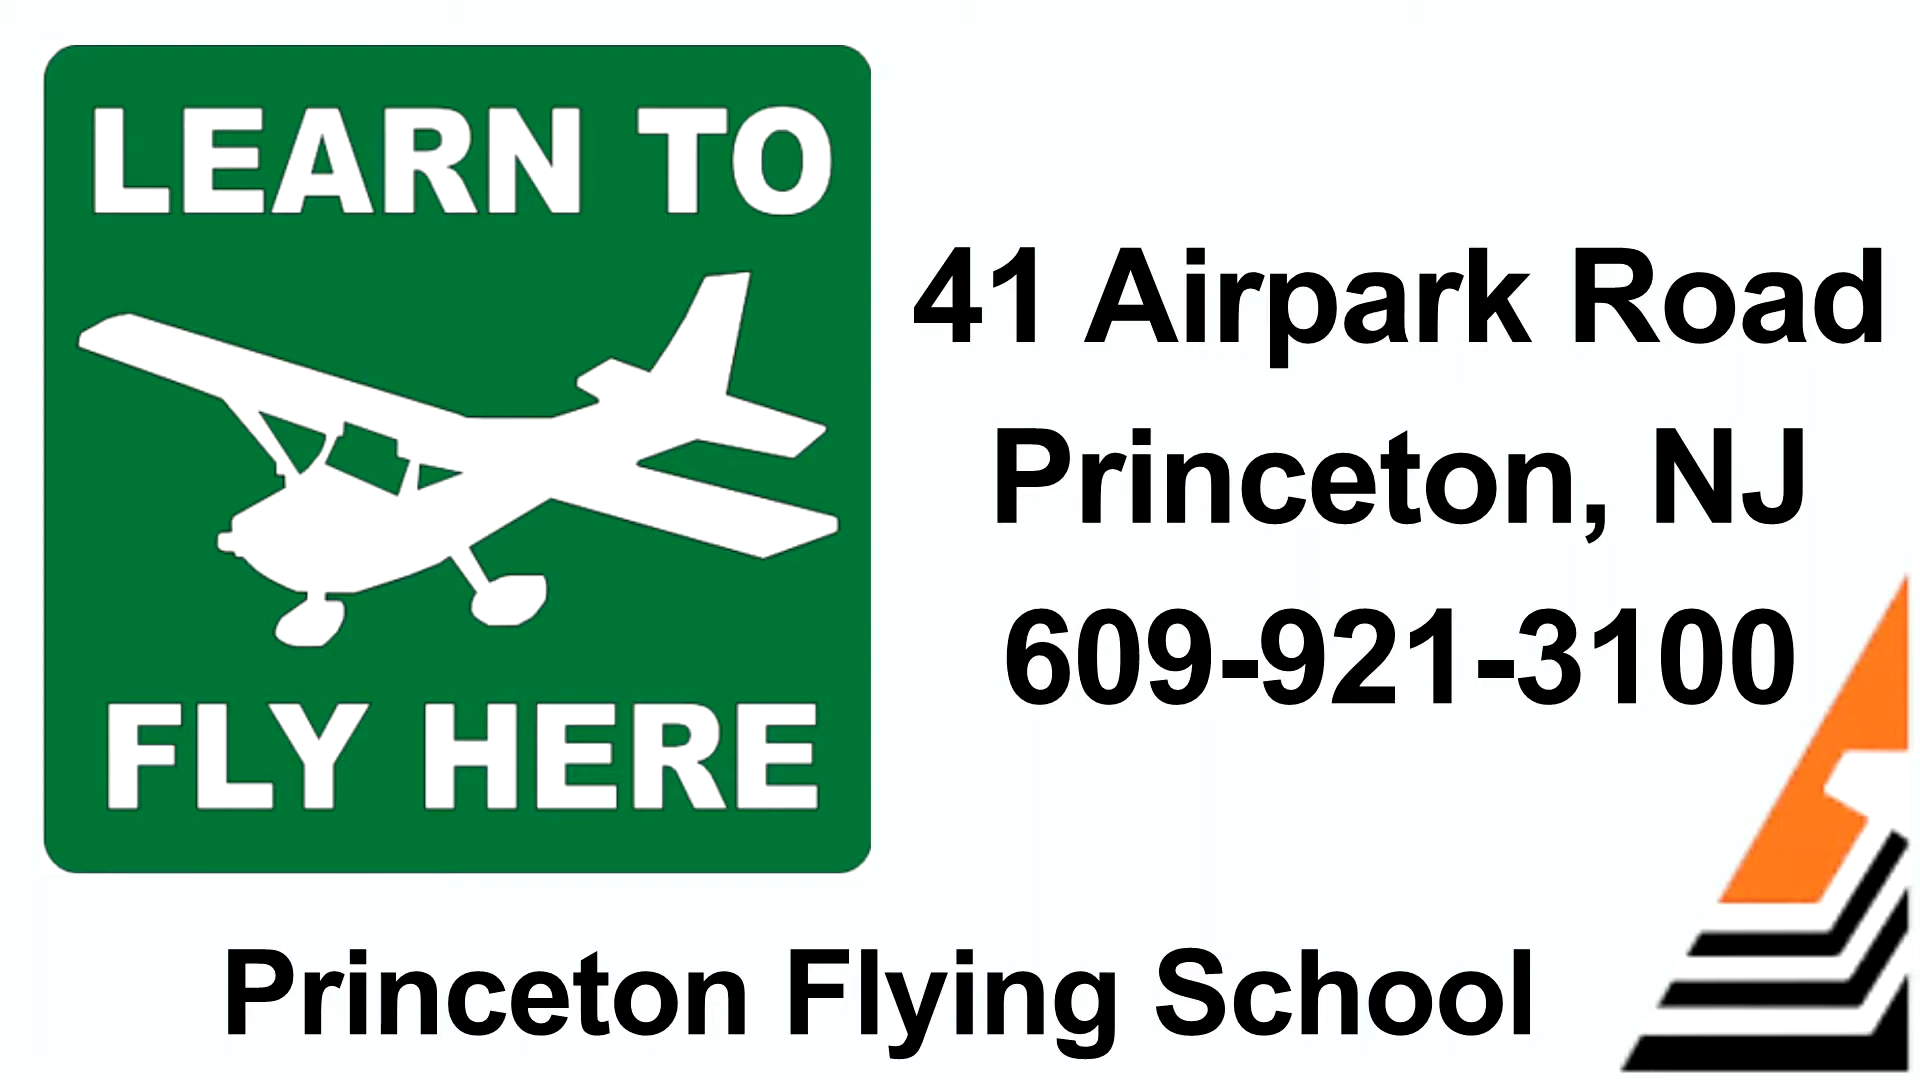 LEARN TO
FLY HERE
41 Airpark Road
Princeton, NJ
609-921-3100
Princeton Flying School